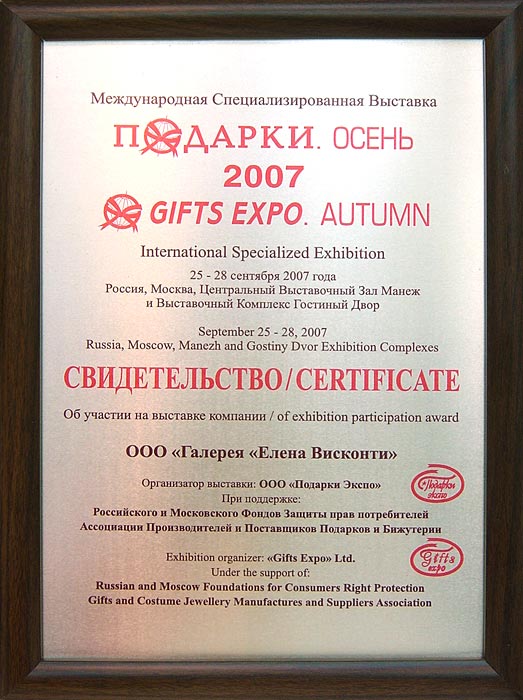 Международная Специализированная Выставка
ПОДАРКИ. ОСЕНЬ
2007
GIFTS EXPO. AUTUMN
International Specialized Exhibition
25 - 28 сентября 2007 года
Россия, Москва, Центральный Выставочный Зал Манеж
и Выставочный Комплекс Гостиный Двор
September 25 - 28, 2007
Russia, Moscow, Manezh and Gostiny Dvor Exhibition Complexes
СВИДЕТЕЛЬСТВО/CERTIFICATE
Об участии на выставке компании / of exhibition participation award
ООО «Галерея «Елена Висконти»
Организатор выставки: ООО «Подарки Экспо»
При поддержке:
Российского и Московского Фондов Защиты прав потребителей
Ассоциации Производителей и Поставщиков Подарков и Бижутерии
Подарки
экспо
Exhibition organizer: «Gifts Expo» Ltd.
Under the support of:
Russian and Moscow Foundations for Consumers Right Protection
Gifts and Costume Jewellery Manufactures and Suppliers Association
Gifts
expo